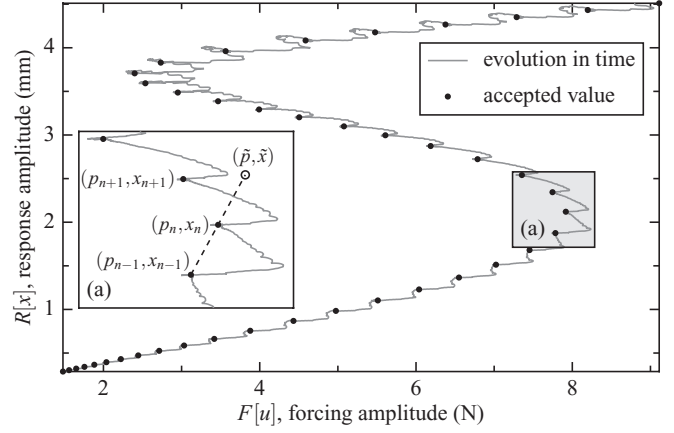 4
3
2
1
R[x], response amplitude (mm)
evolution in time
accepted value
(p̃, x̃)
(pₙ₊₁, xₙ₊₁)
(pₙ, xₙ)
(pₙ₋₁, xₙ₋₁)
(a)
(a)
2 4 6 8
F[u], forcing amplitude (N)